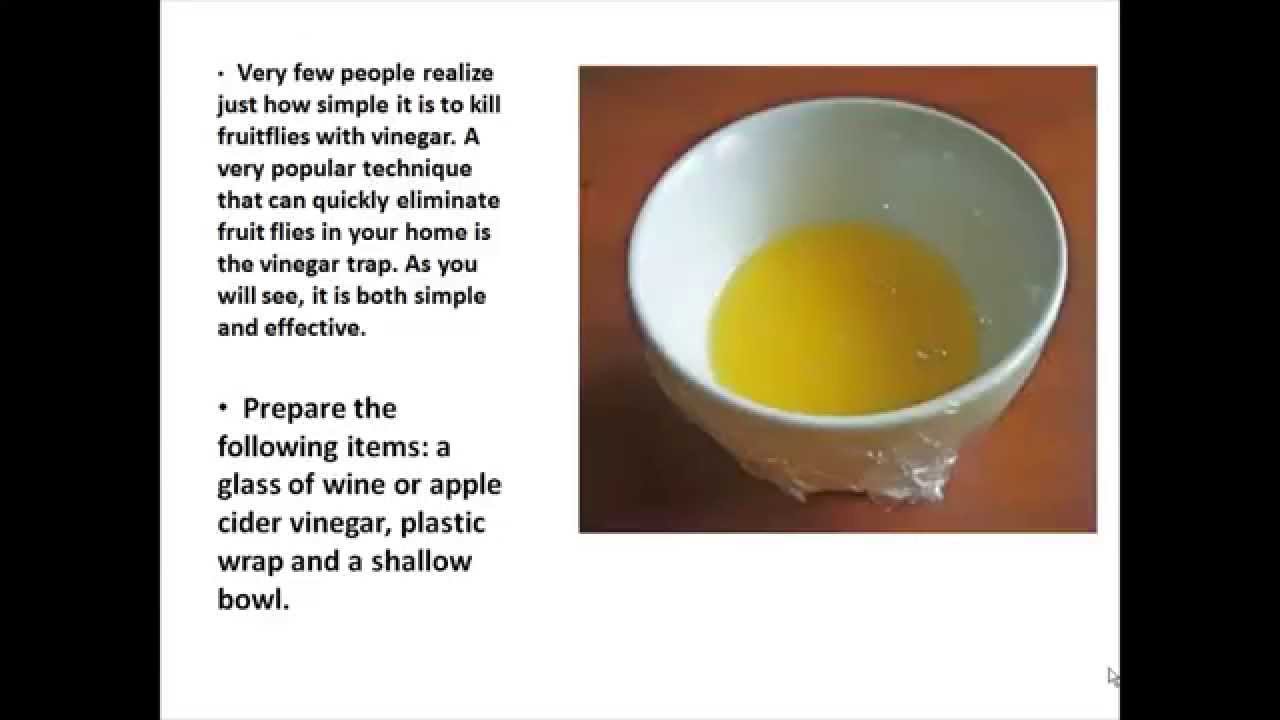 • Very few people realize
just how simple it is to kill
fruitflies with vinegar. A
very popular technique
that can quickly eliminate
fruit flies in your home is
the vinegar trap. As you
will see, it is both simple
and effective.
• Prepare the
following items: a
glass of wine or apple
cider vinegar, plastic
wrap and a shallow
bowl.